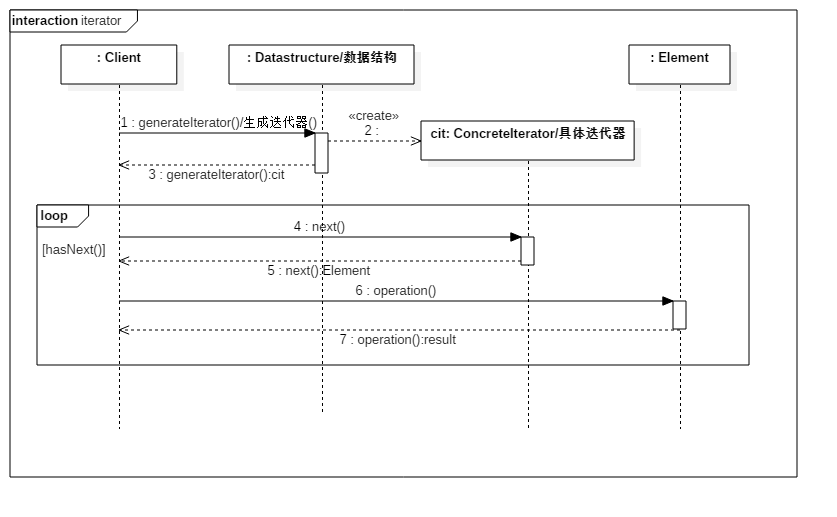 interaction iterator
: Client
: Datastructure/数据结构
: Element
1 : generateIterator()/生成迭代器()
«create»
2 :
cit: ConcreteIterator/具体迭代器
3 : generateIterator():cit
loop
4 : next()
[hasNext()]
5 : next():Element
6 : operation()
7 : operation():result